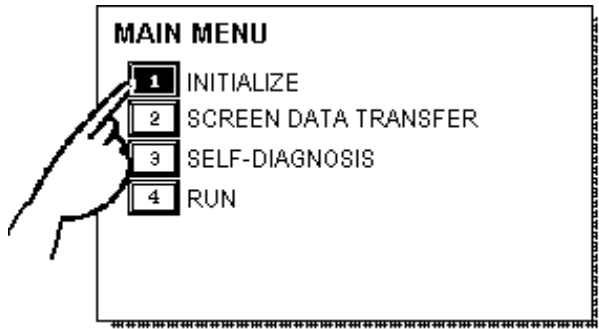 MAIN MENU
1 INITIALIZE
2 SCREEN DATA TRANSFER
3 SELF-DIAGNOSIS
4 RUN